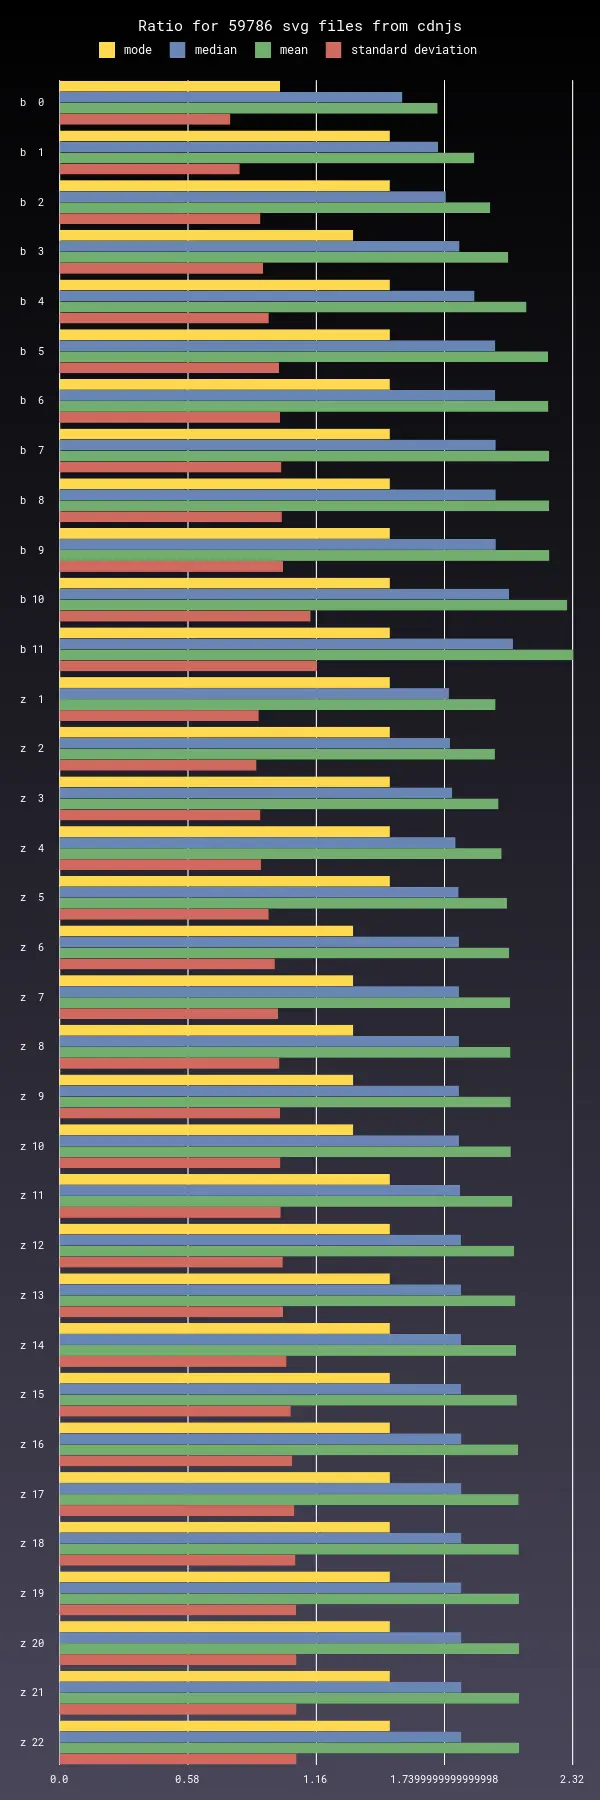 Ratio for 59786 svg files from cdnjs
mode median mean standard deviation
b 0
b 1
b 2
b 3
b 4
b 5
b 6
b 7
b 8
b 9
b 10
b 11
z 1
z 2
z 3
z 4
z 5
z 6
z 7
z 8
z 9
z 10
z 11
z 12
z 13
z 14
z 15
z 16
z 17
z 18
z 19
z 20
z 21
z 22
0.0 0.58 1.16 1.7399999999999998 2.32